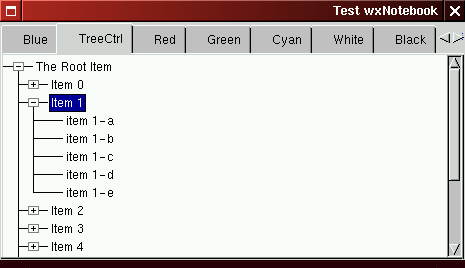 Test wxNotebook
Blue TreeCtrl Red Green Cyan White Black
The Root Item
Item 0
Item 1
item 1-a
item 1-b
item 1-c
item 1-d
item 1-e
Item 2
Item 3
Item 4